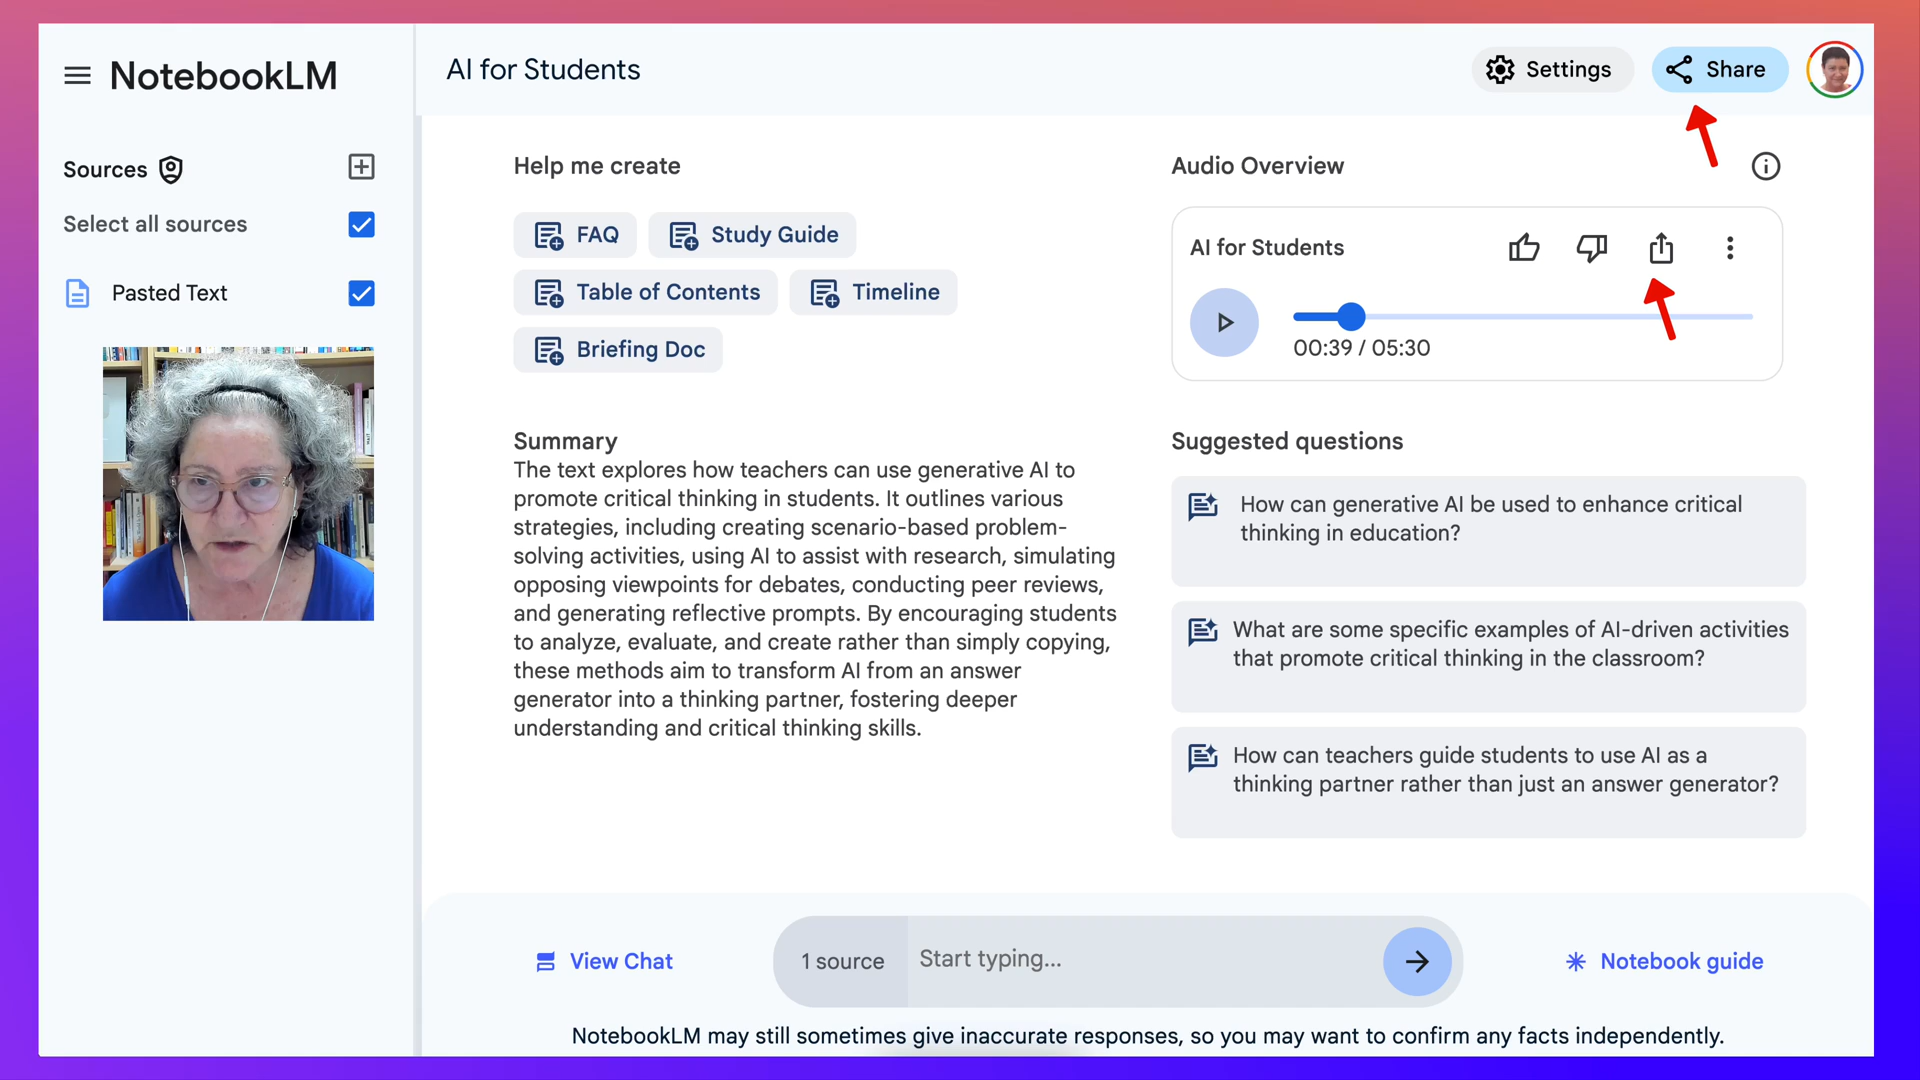 NotebookLM
AI for Students
Settings
Share
Sources
Select all sources
Pasted Text
Help me create
FAQ
Study Guide
Table of Contents
Timeline
Briefing Doc
Audio Overview
AI for Students
00:39 / 05:30
Summary
The text explores how teachers can use generative AI to
promote critical thinking in students. It outlines various
strategies, including creating scenario-based problem-
solving activities, using AI to assist with research, simulating
opposing viewpoints for debates, conducting peer reviews,
and generating reflective prompts. By encouraging students
to analyze, evaluate, and create rather than simply copying,
these methods aim to transform AI from an answer
generator into a thinking partner, fostering deeper
understanding and critical thinking skills.
Suggested questions
How can generative AI be used to enhance critical
thinking in education?
What are some specific examples of AI-driven activities
that promote critical thinking in the classroom?
How can teachers guide students to use AI as a
thinking partner rather than just an answer generator?
View Chat
1 source
Start typing...
Notebook guide
NotebookLM may still sometimes give inaccurate responses, so you may want to confirm any facts independently.